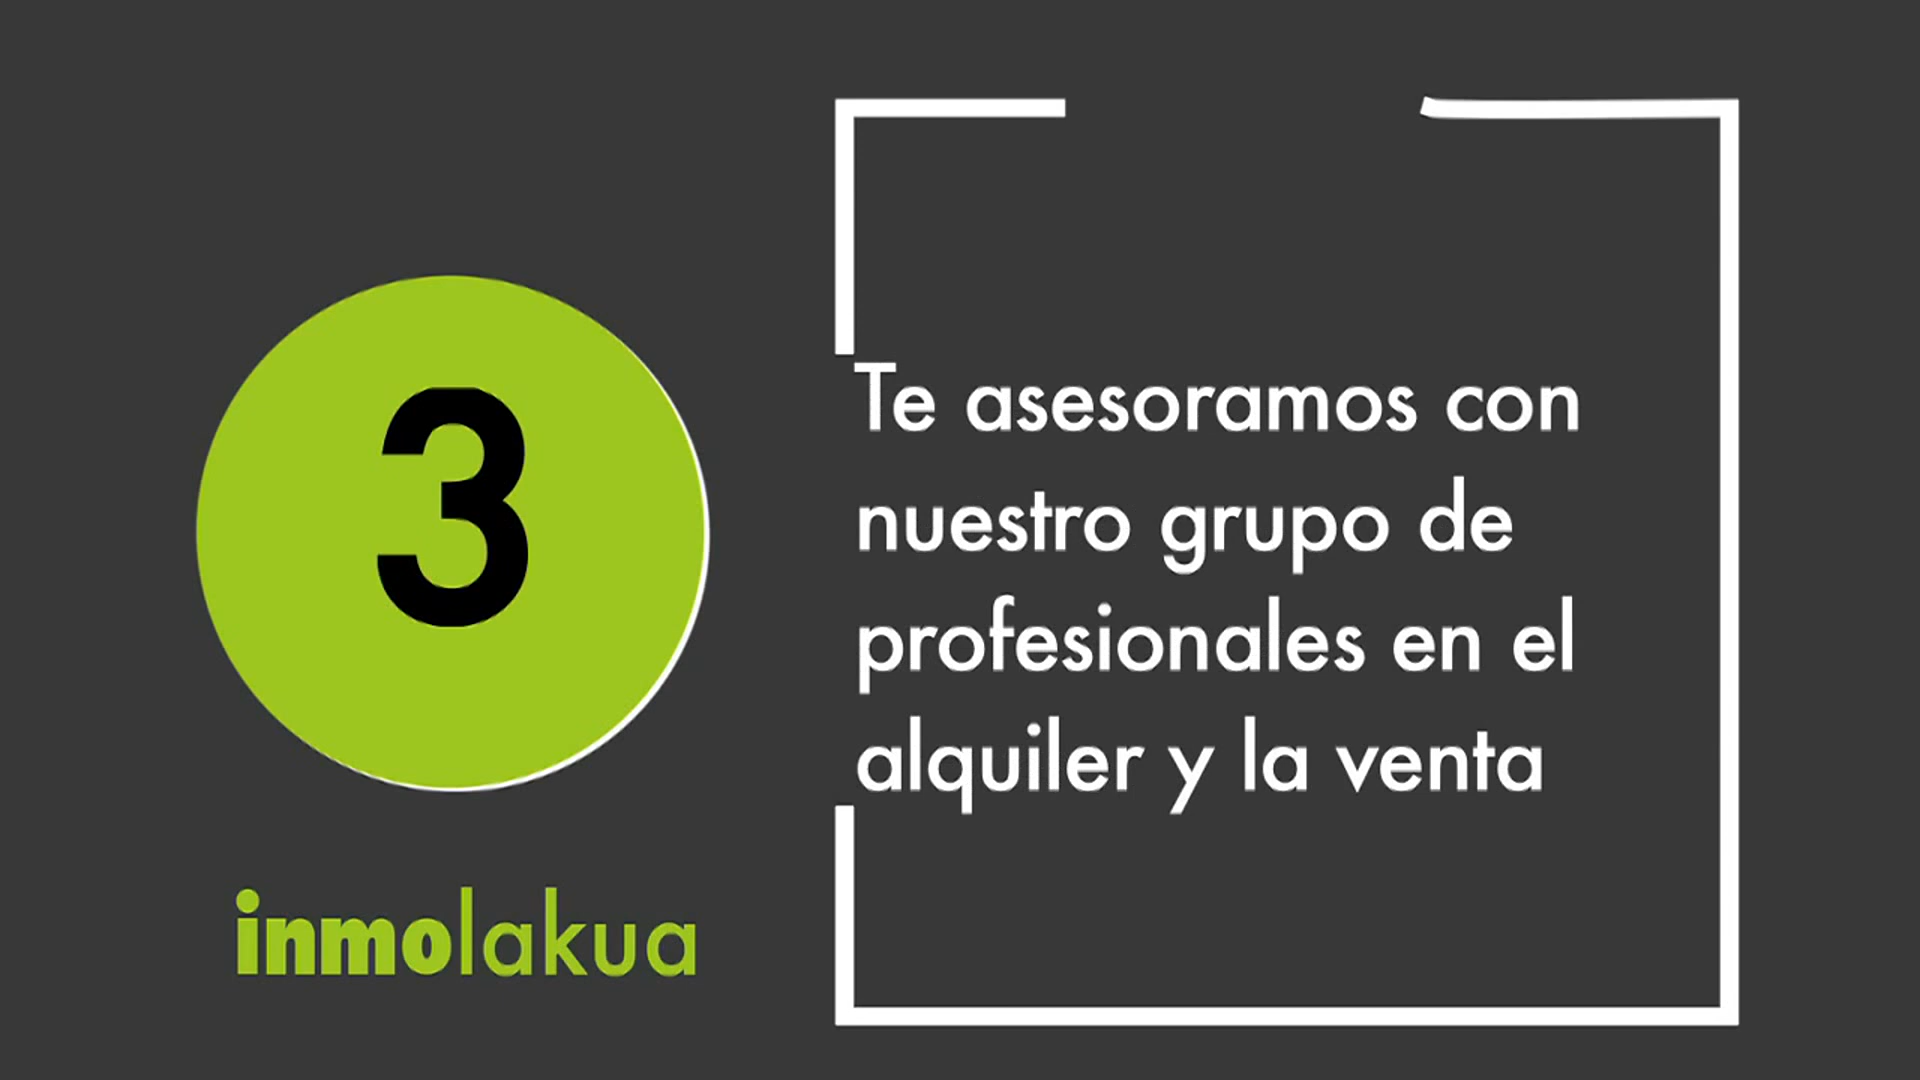 3
inmolakua
Te asesoramos con
nuestro grupo de
profesionales en el
alquiler y la venta